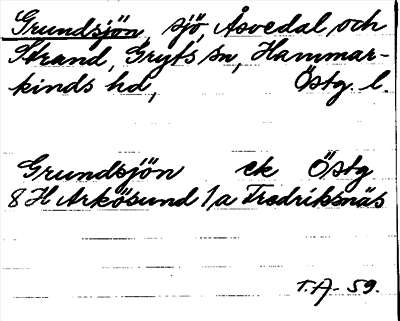 Grundsjön, sjö, Åsvedal och
Strand, Gryts sn, Hammar-
kinds hd, Östg. l.
Grundsjön ek Östg
8 H Arkösund 1/a Fredriksnäs
T.A- 59.